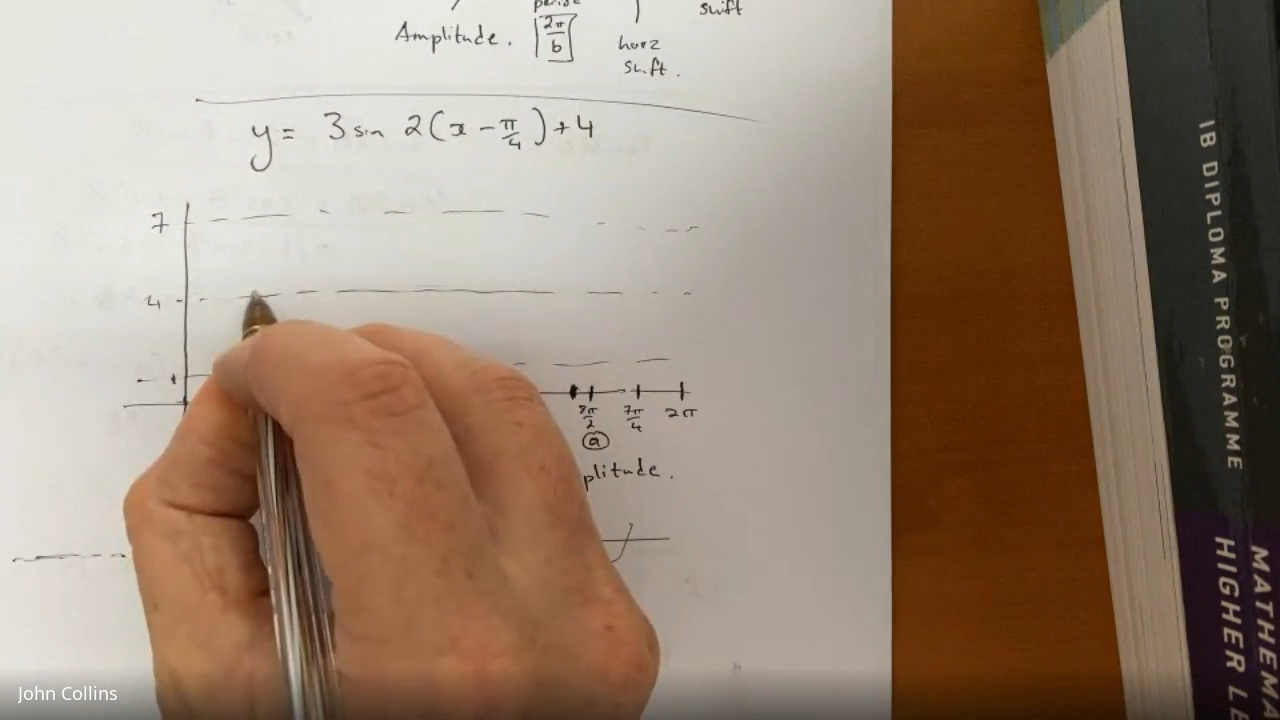 period
shift
Amplitude. 2π/b
horz
shift.
y = 3 sin 2(x - π/4) + 4
7
4
7π/4 2π
2
a
plitude.
IB DIPLOMA PROGRAMME
MATHEMA
HIGHER LE
John Collins